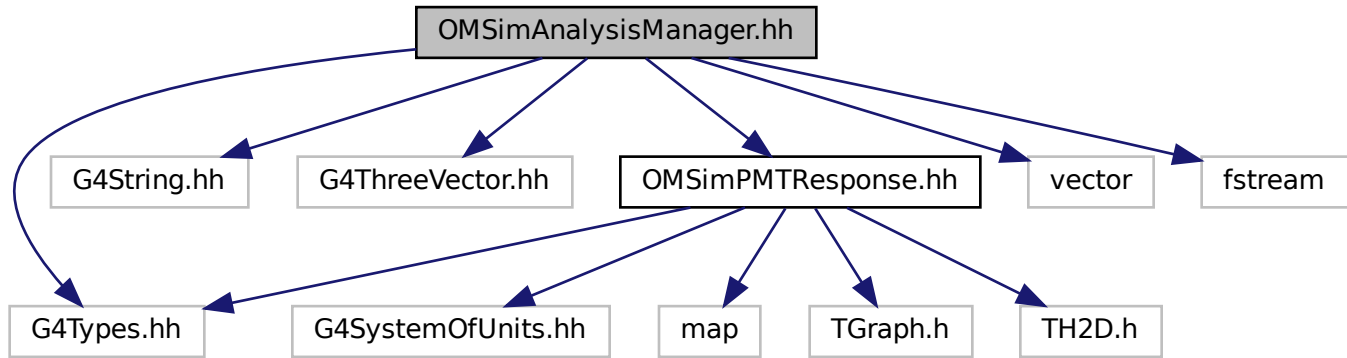 OMSimAnalysisManager.hh
G4String.hh
G4ThreeVector.hh
OMSimPMTResponse.hh
vector
fstream
G4Types.hh
G4SystemOfUnits.hh
map
TGraph.h
TH2D.h